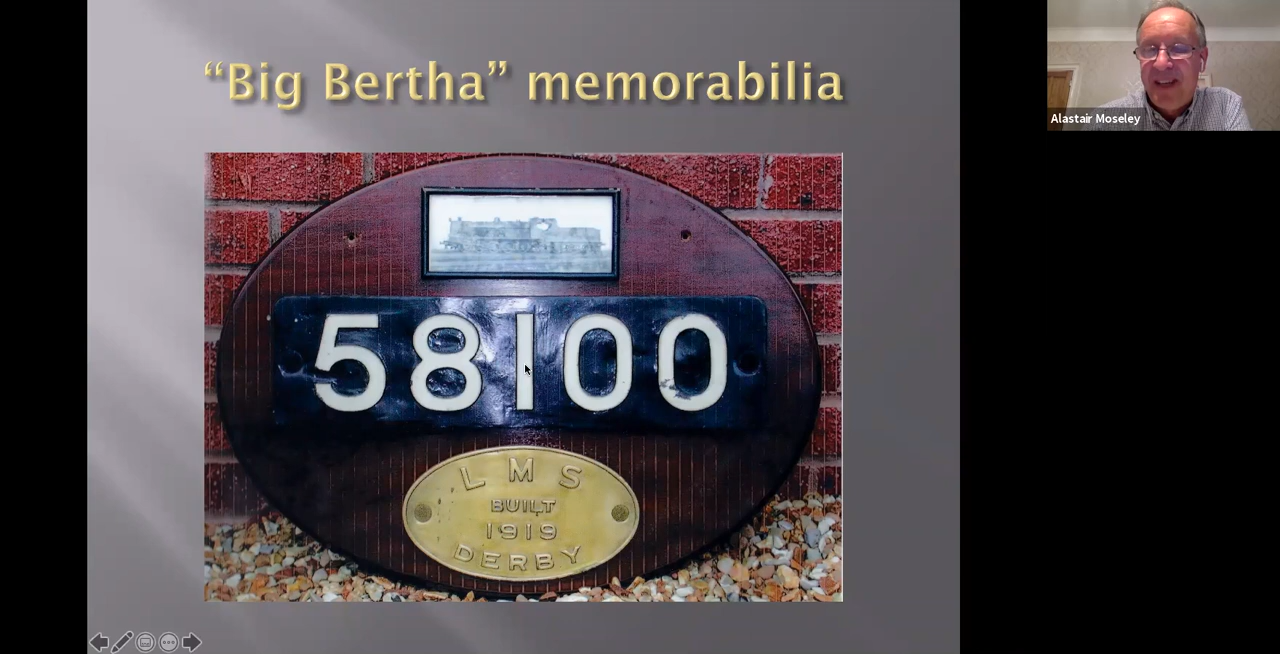 “Big Bertha” memorabilia
Alastair Moseley
58100
LMS
BUILT
1919
DERBY